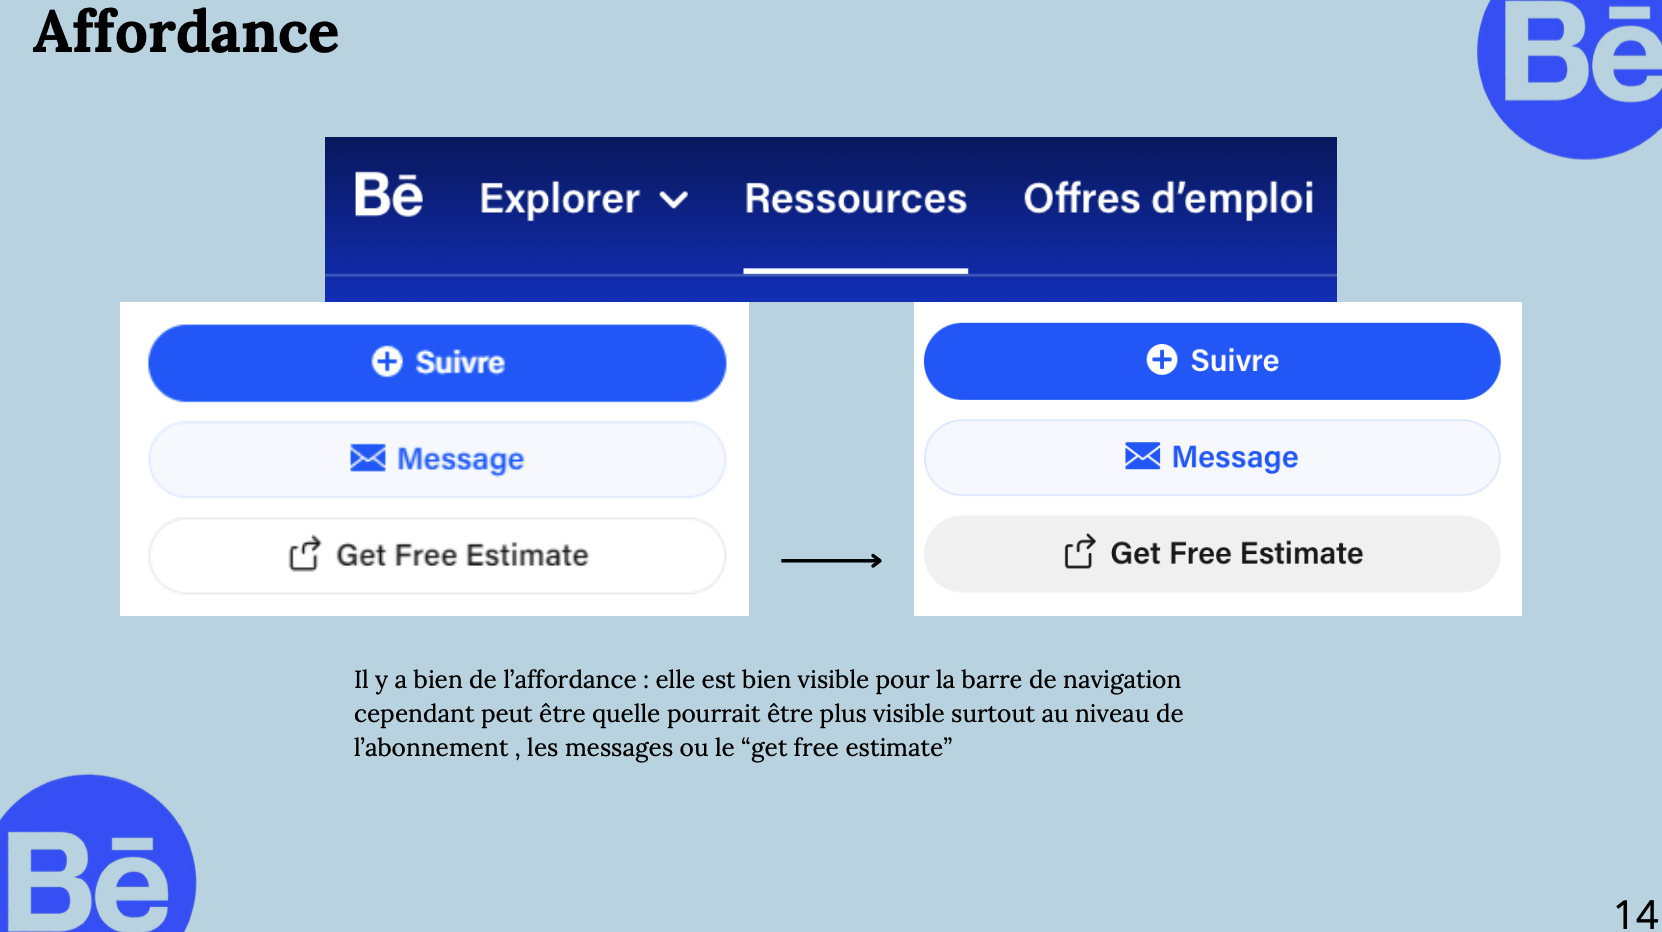 Affordance
Bē
Bē Explorer Ressources Offres d’emploi
Suivre
Message
Get Free Estimate
Suivre
Message
Get Free Estimate
Il y a bien de l’affordance : elle est bien visible pour la barre de navigation
cependant peut être quelle pourrait être plus visible surtout au niveau de
l’abonnement , les messages ou le “get free estimate”
Bē
14